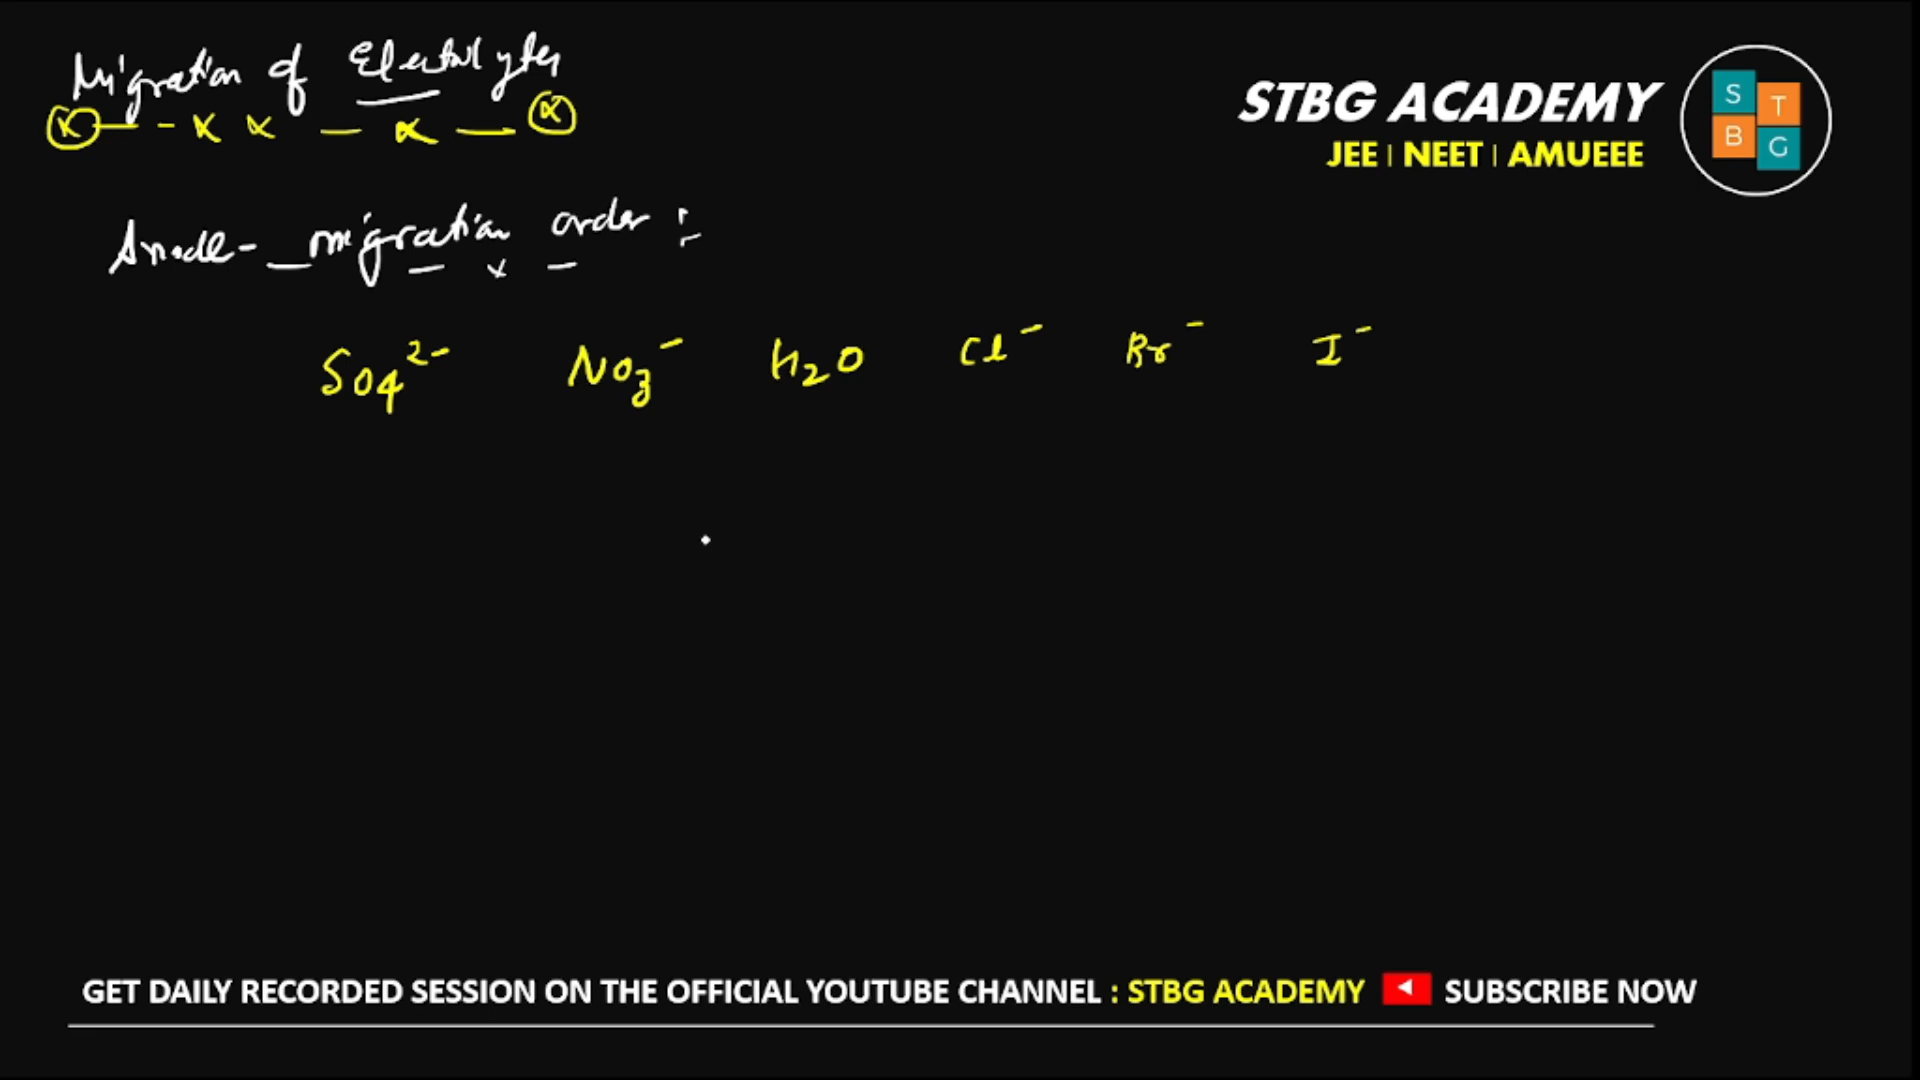 Migration of Electrolytes
STBG ACADEMY
JEE | NEET | AMUEEE
S T
B G
Anode - migration order :-
SO4 2- NO3 - H2O Cl - Br - I -
GET DAILY RECORDED SESSION ON THE OFFICIAL YOUTUBE CHANNEL : STBG ACADEMY SUBSCRIBE NOW